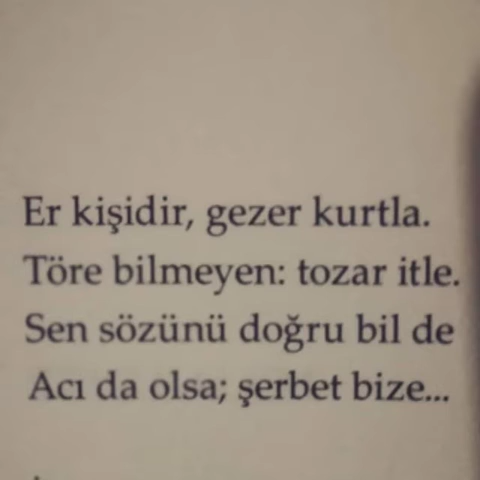 Er kişidir, gezer kurtla.
Töre bilmeyen: tozar itle.
Sen sözünü doğru bil de
Acı da olsa; şerbet bize...